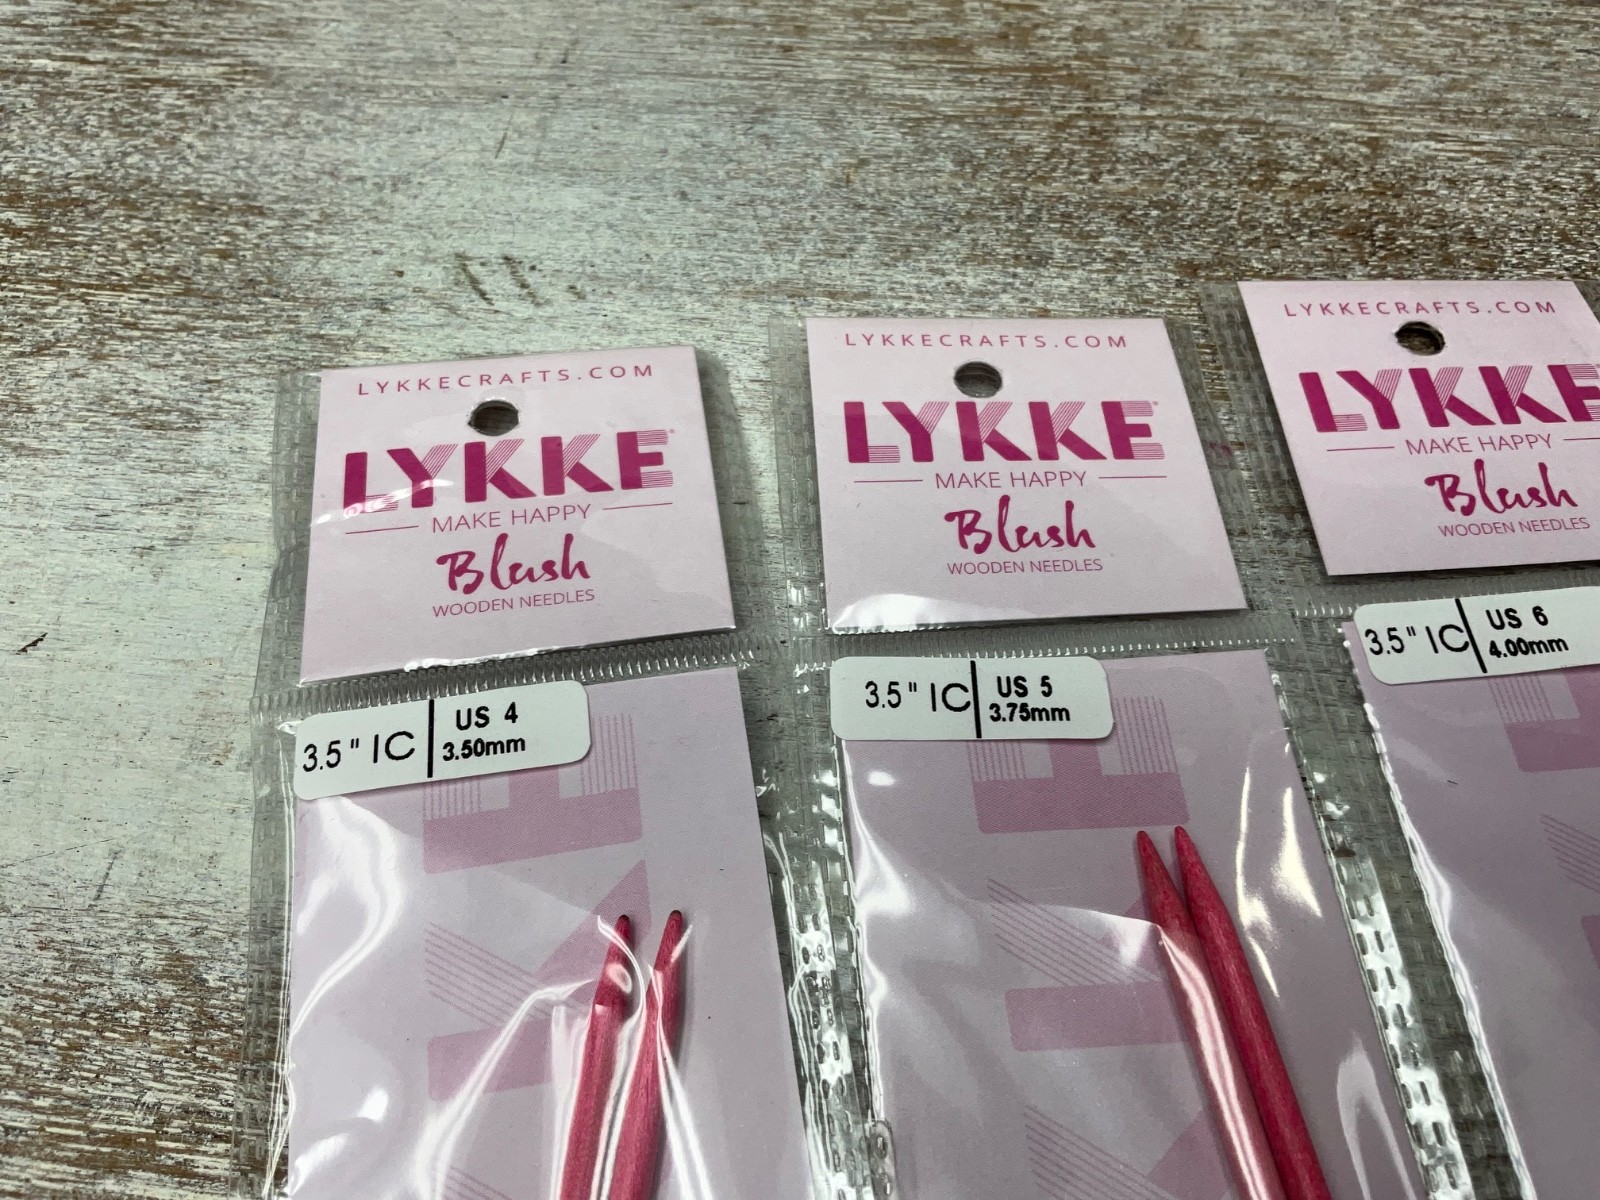 LYKKECRAFTS.COM
LYKKE
MAKE HAPPY
Blush
WOODEN NEEDLES
3.5" IC
US 4
3.50mm
LYKKECRAFTS.COM
LYKKE
MAKE HAPPY
Blush
WOODEN NEEDLES
3.5" IC
US 5
3.75mm
LYKKECRAFTS.COM
LYKKE
MAKE HAPPY
Blush
WOODEN NEEDLES
3.5" IC
US 6
4.00mm